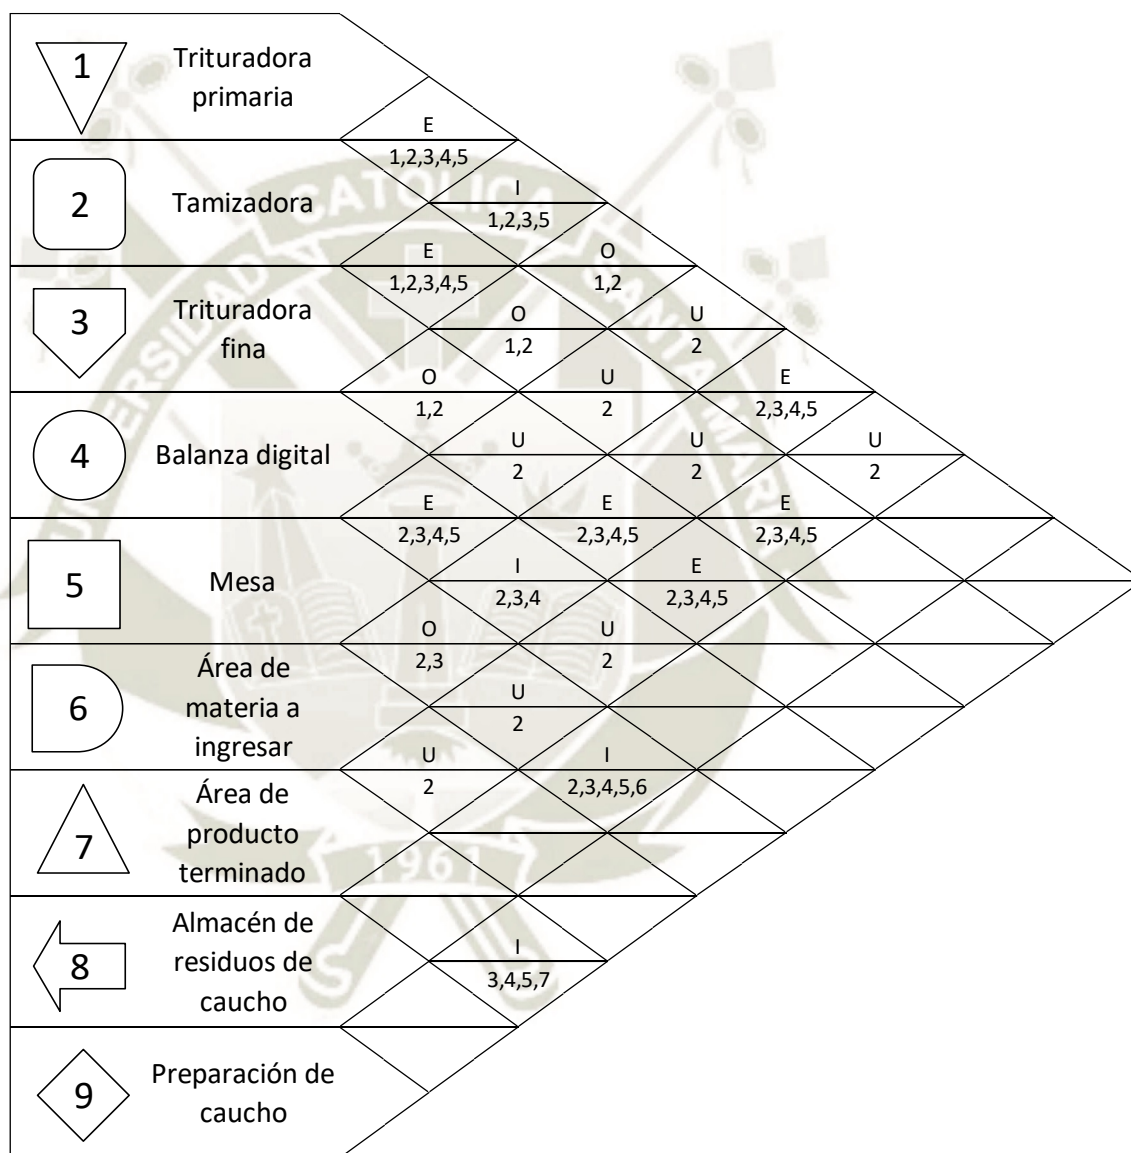 1
Trituradora
primaria
E
1,2,3,4,5
2
Tamizadora
I
1,2,3,5
E
1,2,3,4,5
O
1,2
3
Trituradora
fina
O
1,2
U
2
O
1,2
U
2
E
2,3,4,5
4
Balanza digital
U
2
U
2
U
2
E
2,3,4,5
E
2,3,4,5
E
2,3,4,5
5
Mesa
I
2,3,4
E
2,3,4,5
O
2,3
U
2
6
Área de
materia a
ingresar
U
2
U
2
I
2,3,4,5,6
7
Área de
producto
terminado
8
Almacén de
residuos de
caucho
I
3,4,5,7
9
Preparación de
caucho
UNIVERSIDAD CATOLICA SANTA MARIA
1961